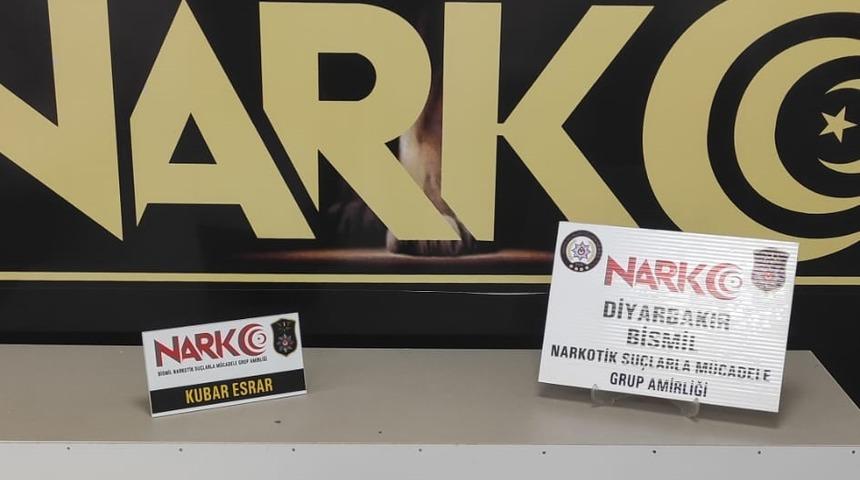 NARKO
NARKO
BİSMİL NARKOTİK SUÇLARLA MÜCADELE GRUP AMİRLİĞİ
KUBAR ESRAR
NARKO
DİYARBAKIR
BİSMİL
NARKOTİK SUÇLARLA MÜCADELE
GRUP AMİRLİĞİ